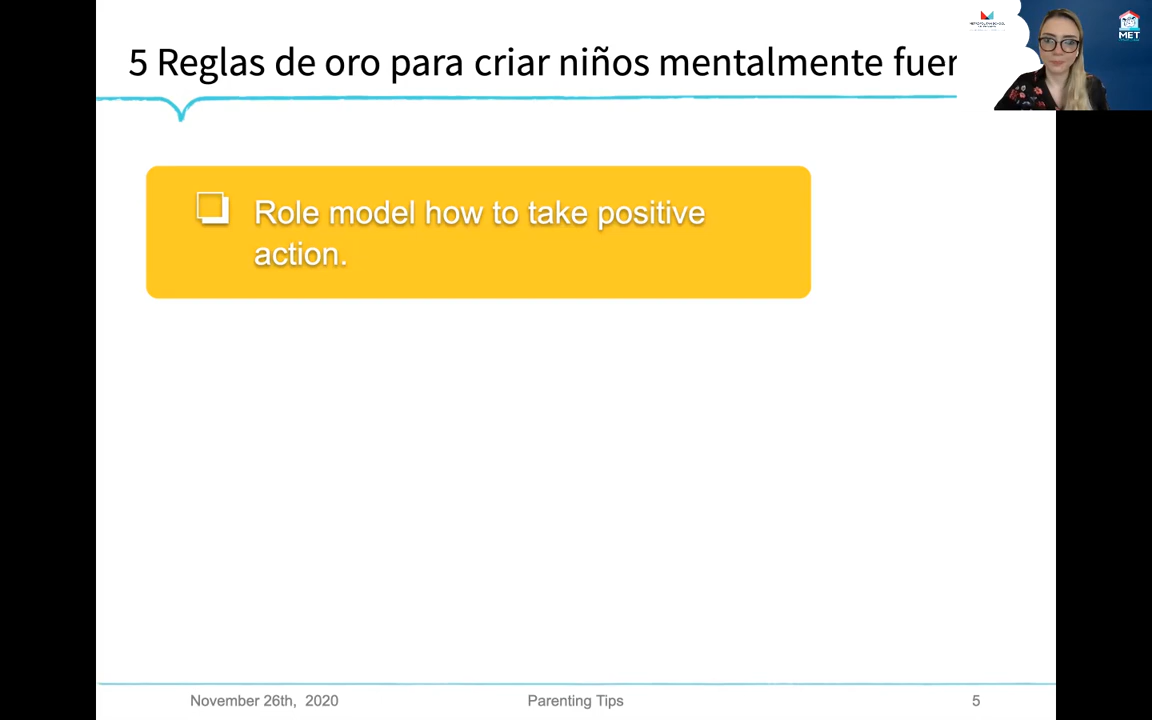 5 Reglas de oro para criar niños mentalmente fuer
MET
Role model how to take positive
action.
November 26th, 2020
Parenting Tips
5